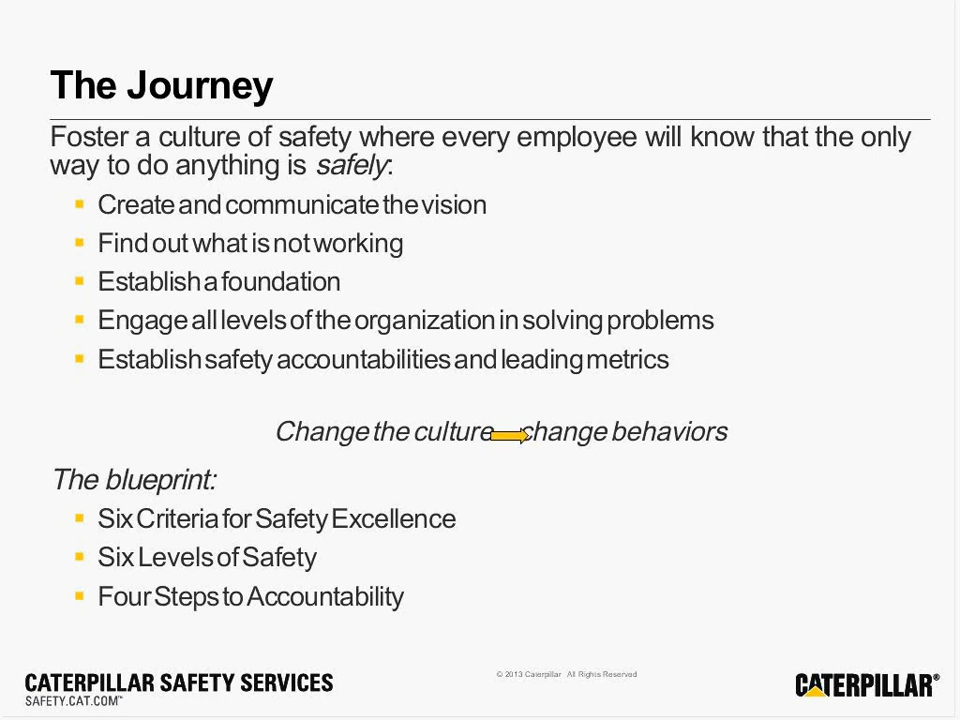 The Journey
Foster a culture of safety where every employee will know that the only
way to do anything is safely:
Create and communicate the vision
Find out what is not working
Establish a foundation
Engage all levels of the organization in solving problems
Establish safety accountabilities and leading metrics
Change the culture change behaviors
The blueprint:
Six Criteria for Safety Excellence
Six Levels of Safety
Four Steps to Accountability
CATERPILLAR SAFETY SERVICES
SAFETY.CAT.COM™
© 2013 Caterpillar All Rights Reserved
CATERPILLAR®